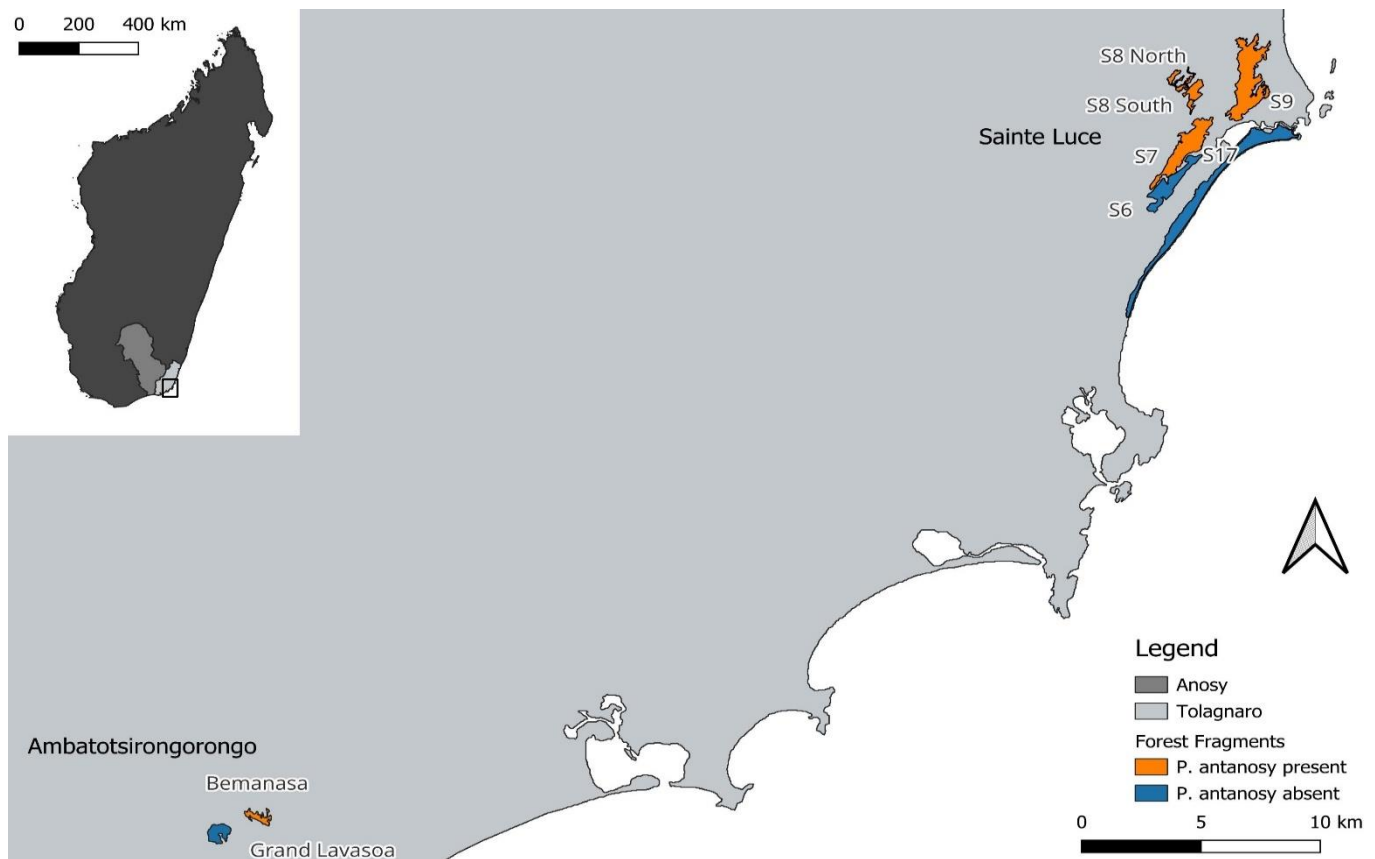 0 200 400 km
S8 North
S8 South
S9
Sainte Luce
S7
S17
S6
Legend
Anosy
Tolagnaro
Forest Fragments
P. antanosy present
P. antanosy absent
0 5 10 km
Ambatotsirongorongo
Bemanasa
Grand Lavasoa